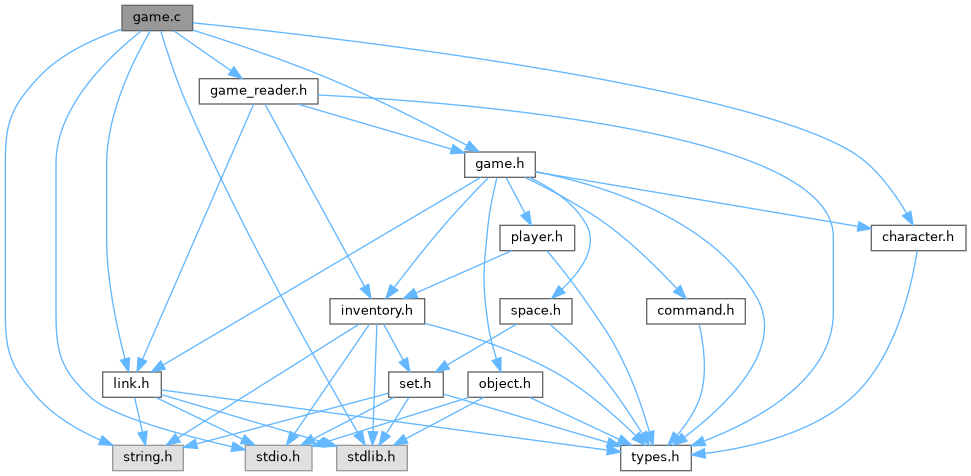 game.c
game_reader.h
game.h
player.h
character.h
inventory.h
space.h
command.h
link.h
set.h
object.h
string.h
stdio.h
stdlib.h
types.h